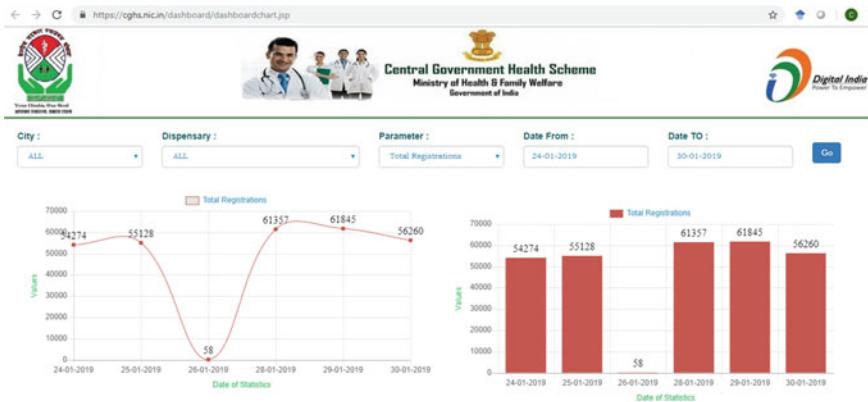 https://cghs.nic.in/dashboard/dashboardchart.jsp
Central Government Health Scheme
Ministry of Health & Family Welfare
Government of India
Digital India
Power To Empower
City :
Dispensary :
Parameter :
Date From :
Date TO :
ALL
ALL
Total Registrations
24-01-2019
30-01-2019
Go
Total Registrations
70000
60000
50000
40000
30000
20000
10000
0
54274
55128
58
61357
61845
56260
24-01-2019
25-01-2019
26-01-2019
28-01-2019
29-01-2019
30-01-2019
Values
Date of Statistics
Total Registrations
70000
60000
50000
40000
30000
20000
10000
0
54274
55128
58
61357
61845
56260
24-01-2019
25-01-2019
26-01-2019
28-01-2019
29-01-2019
30-01-2019
Values
Date of Statistics